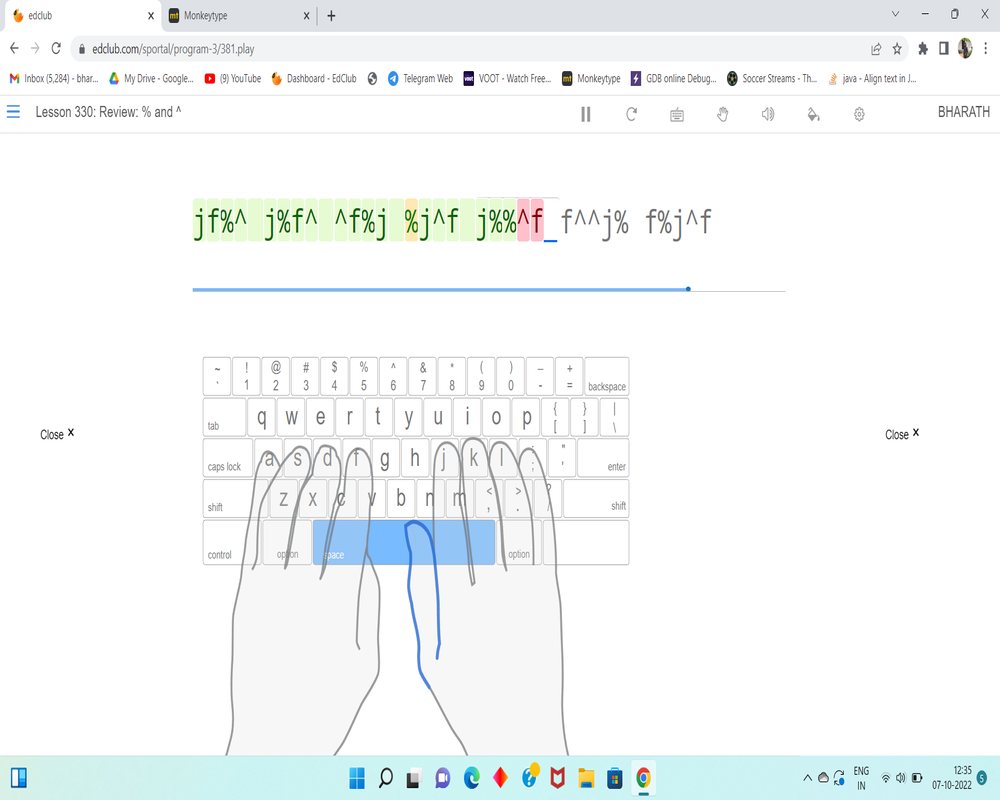 edclub
Monkeytype
edclub.com/sportal/program-3/381.play
Inbox (5,284) - bhar...
My Drive - Google...
(9) YouTube
Dashboard - EdClub
Telegram Web
VOOT - Watch Free...
Monkeytype
GDB online Debug...
Soccer Streams - Th...
java - Align text in J...
Lesson 330: Review: % and ^
BHARATH
jf%^ j%f^ ^f%j %j^f j%%^f_ f^^j% f%j^f
~ ! @ # $ % ^ & * ( ) _ +
` 1 2 3 4 5 6 7 8 9 0 - = backspace
tab q w e r t y u i o p { [ } ] | \
caps lock a s d f g h j k l : ; " ' enter
shift z x c v b n m < , > . ? / shift
control option space option
Close x
Close x
ENG
IN
12:35
07-10-2022
5